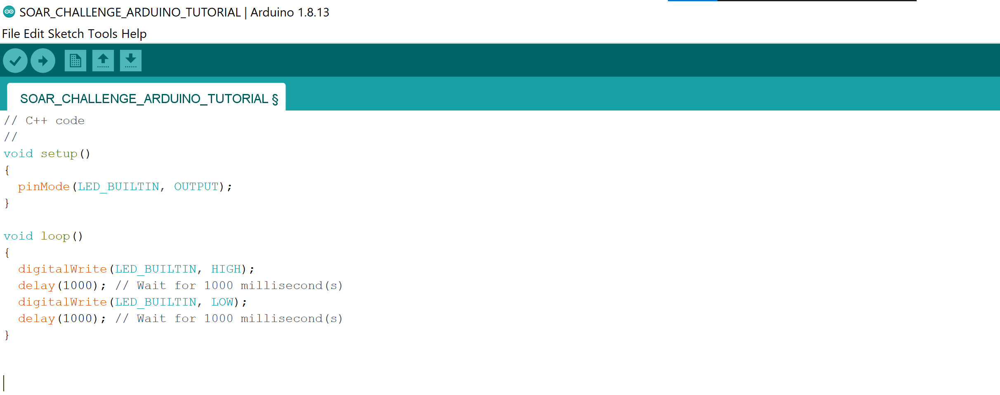 SOAR_CHALLENGE_ARDUINO_TUTORIAL | Arduino 1.8.13
File Edit Sketch Tools Help
SOAR_CHALLENGE_ARDUINO_TUTORIAL §
// C++ code
//
void setup()
{
  pinMode(LED_BUILTIN, OUTPUT);
}
void loop()
{
  digitalWrite(LED_BUILTIN, HIGH);
  delay(1000); // Wait for 1000 millisecond(s)
  digitalWrite(LED_BUILTIN, LOW);
  delay(1000); // Wait for 1000 millisecond(s)
}